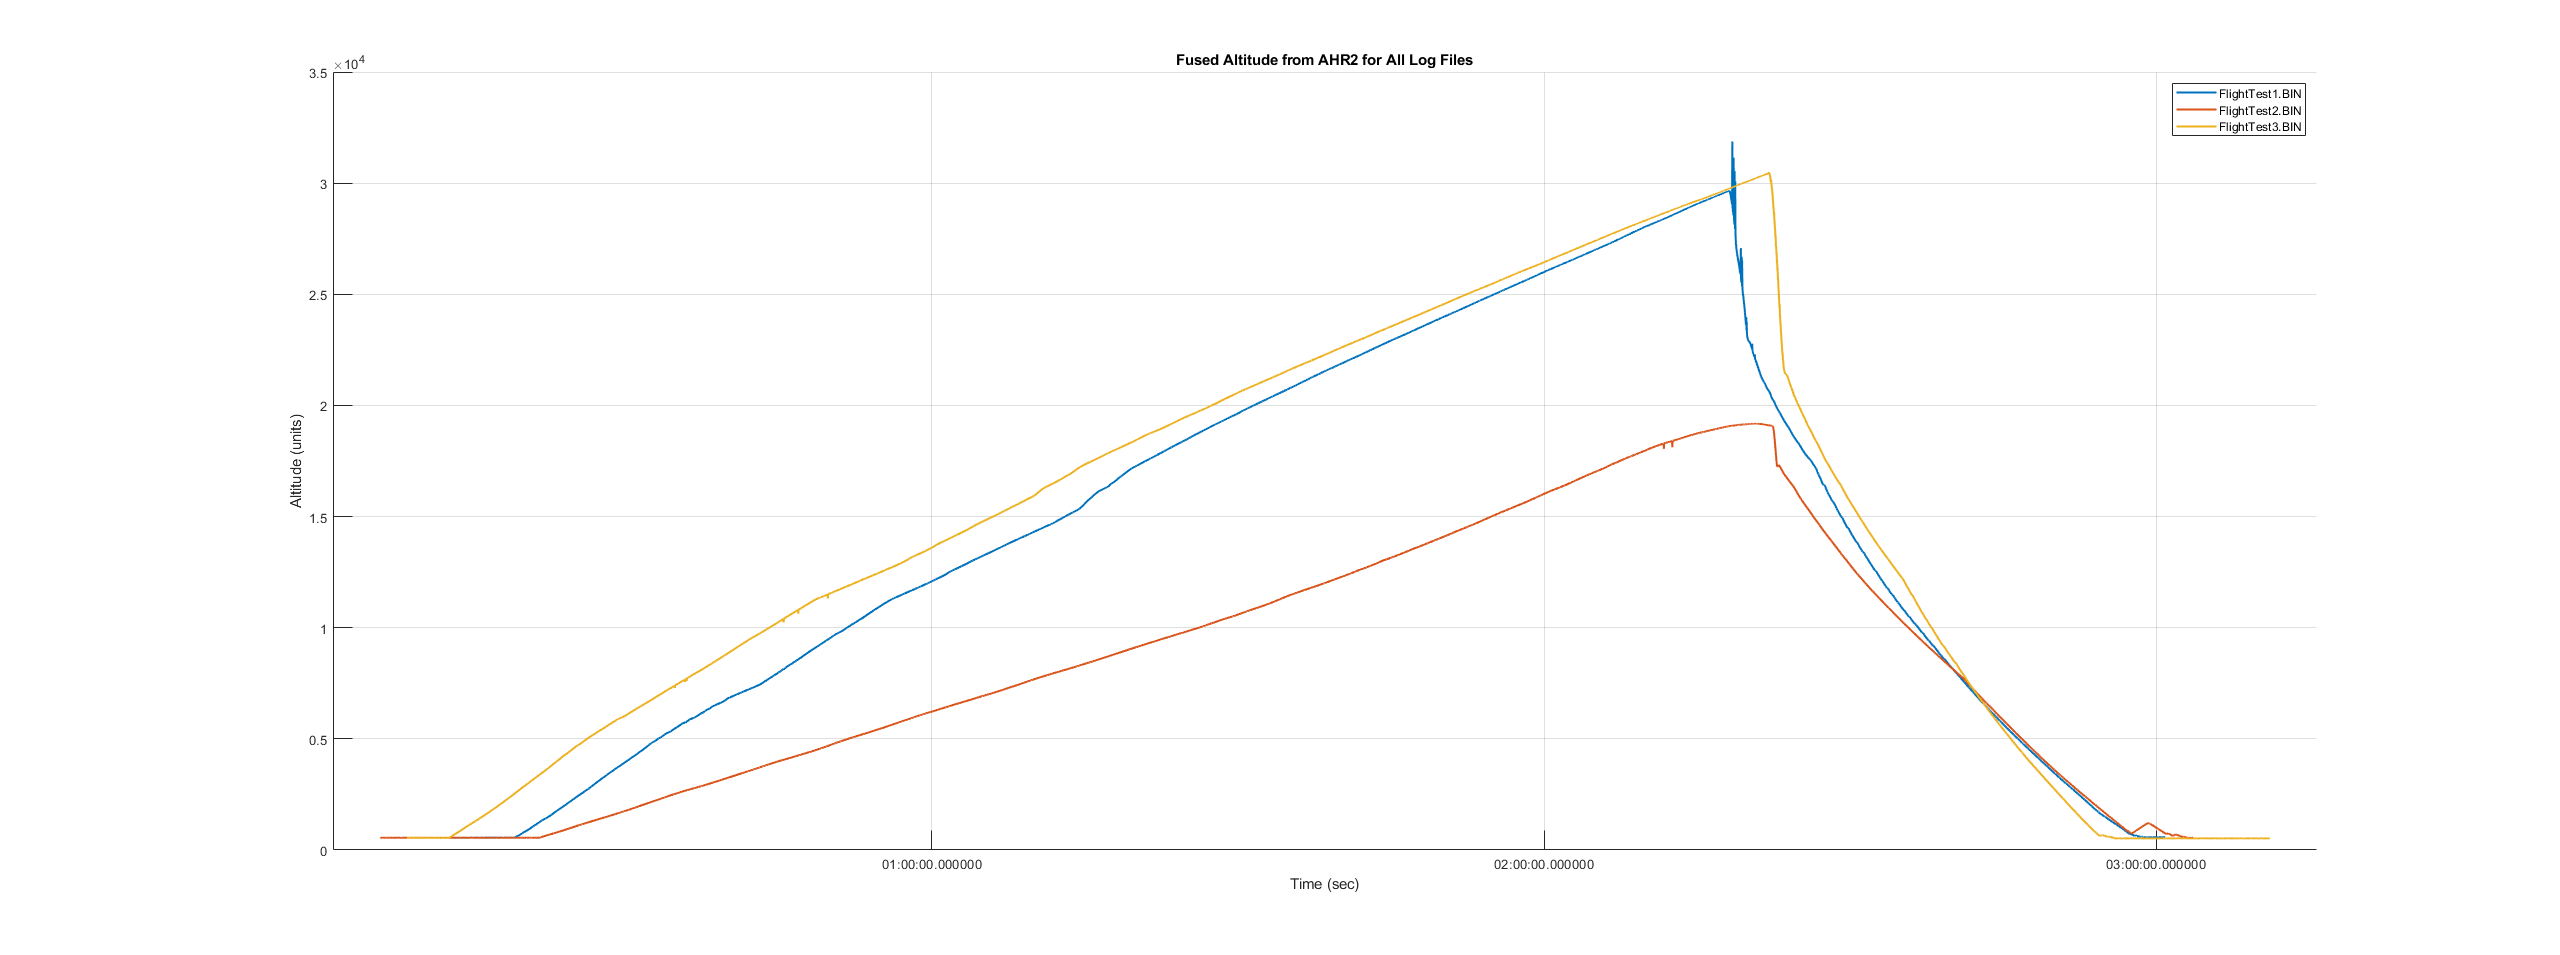 Fused Altitude from AHR2 for All Log Files
×10⁴
3.5
3
2.5
2
1.5
1
0.5
0
Altitude (units)
FlightTest1.BIN
FlightTest2.BIN
FlightTest3.BIN
01:00:00.000000 02:00:00.000000 03:00:00.000000
Time (sec)